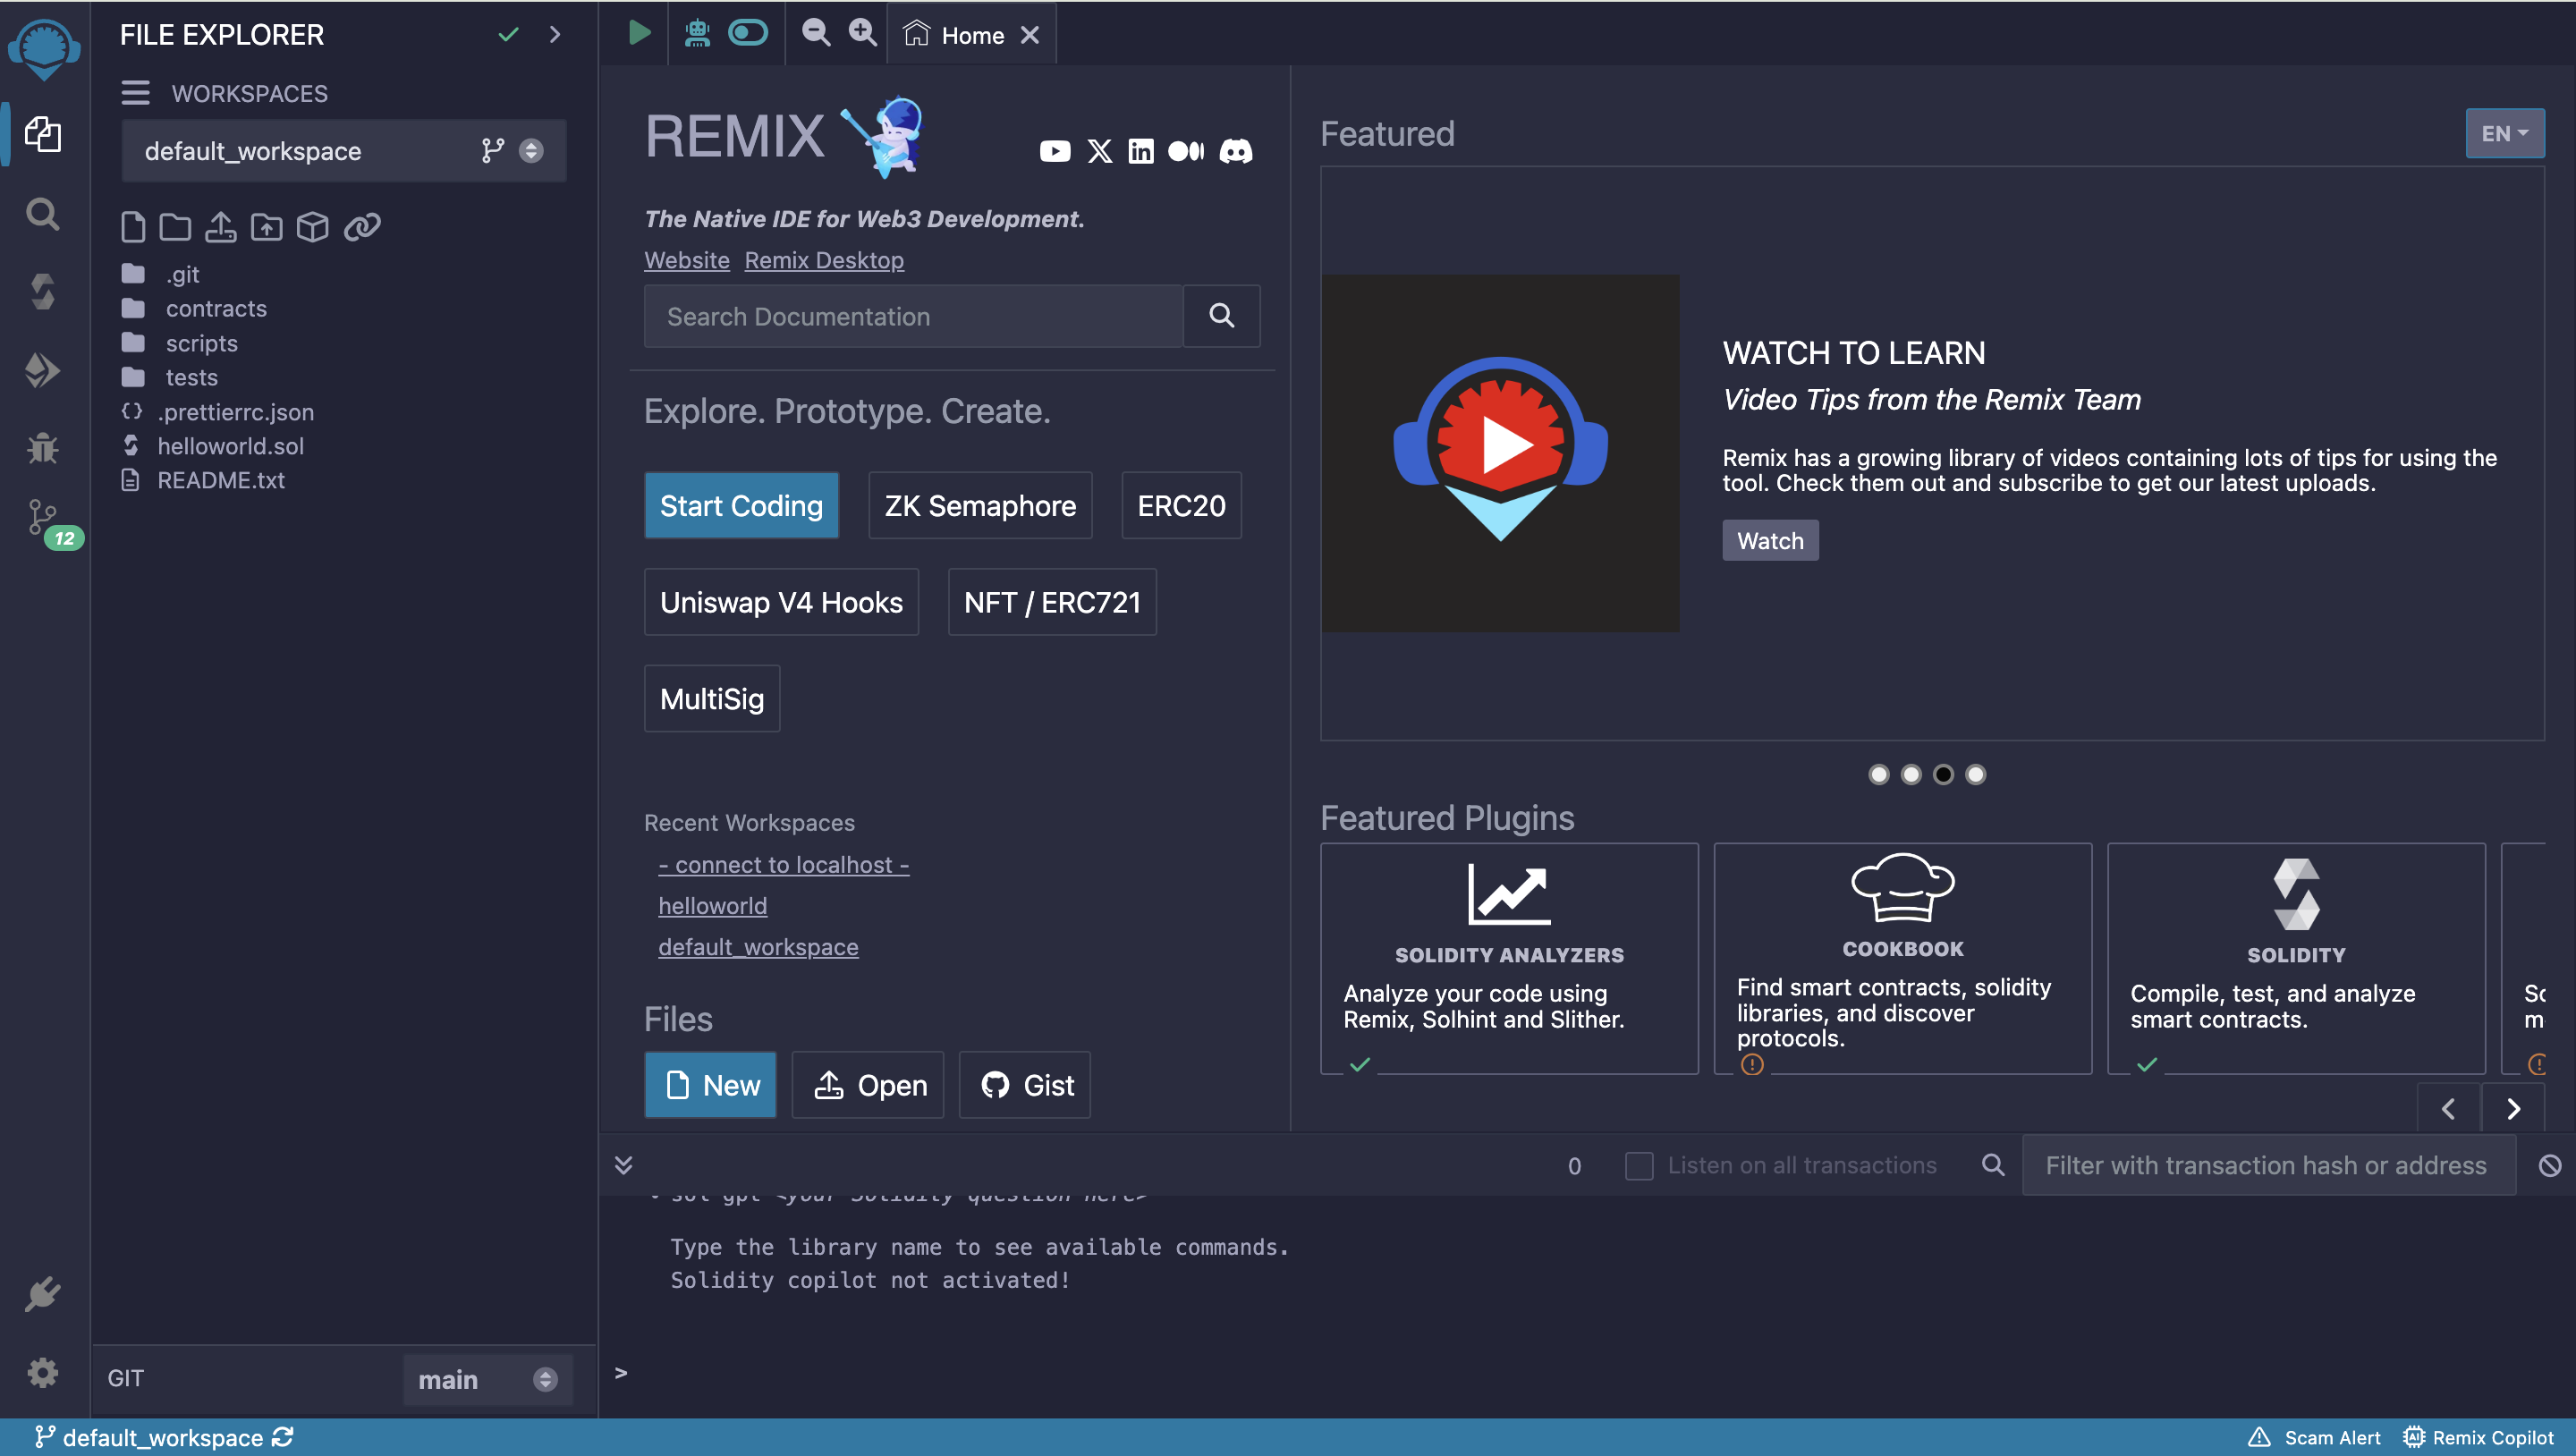 FILE EXPLORER
WORKSPACES
default_workspace
.git
contracts
scripts
tests
.prettierrc.json
helloworld.sol
README.txt
12
GIT
main
default_workspace
Home
REMIX
The Native IDE for Web3 Development.
Website Remix Desktop
Search Documentation
Explore. Prototype. Create.
Start Coding
ZK Semaphore
ERC20
Uniswap V4 Hooks
NFT / ERC721
MultiSig
Recent Workspaces
- connect to localhost -
helloworld
default_workspace
Files
New
Open
Gist
Featured
EN
WATCH TO LEARN
Video Tips from the Remix Team
Remix has a growing library of videos containing lots of tips for using the
tool. Check them out and subscribe to get our latest uploads.
Watch
Featured Plugins
SOLIDITY ANALYZERS
Analyze your code using
Remix, Solhint and Slither.
COOKBOOK
Find smart contracts, solidity
libraries, and discover
protocols.
SOLIDITY
Compile, test, and analyze
smart contracts.
0
Listen on all transactions
Filter with transaction hash or address
sol-gpt <your Solidity question here>
Type the library name to see available commands.
Solidity copilot not activated!
>
Scam Alert
Remix Copilot